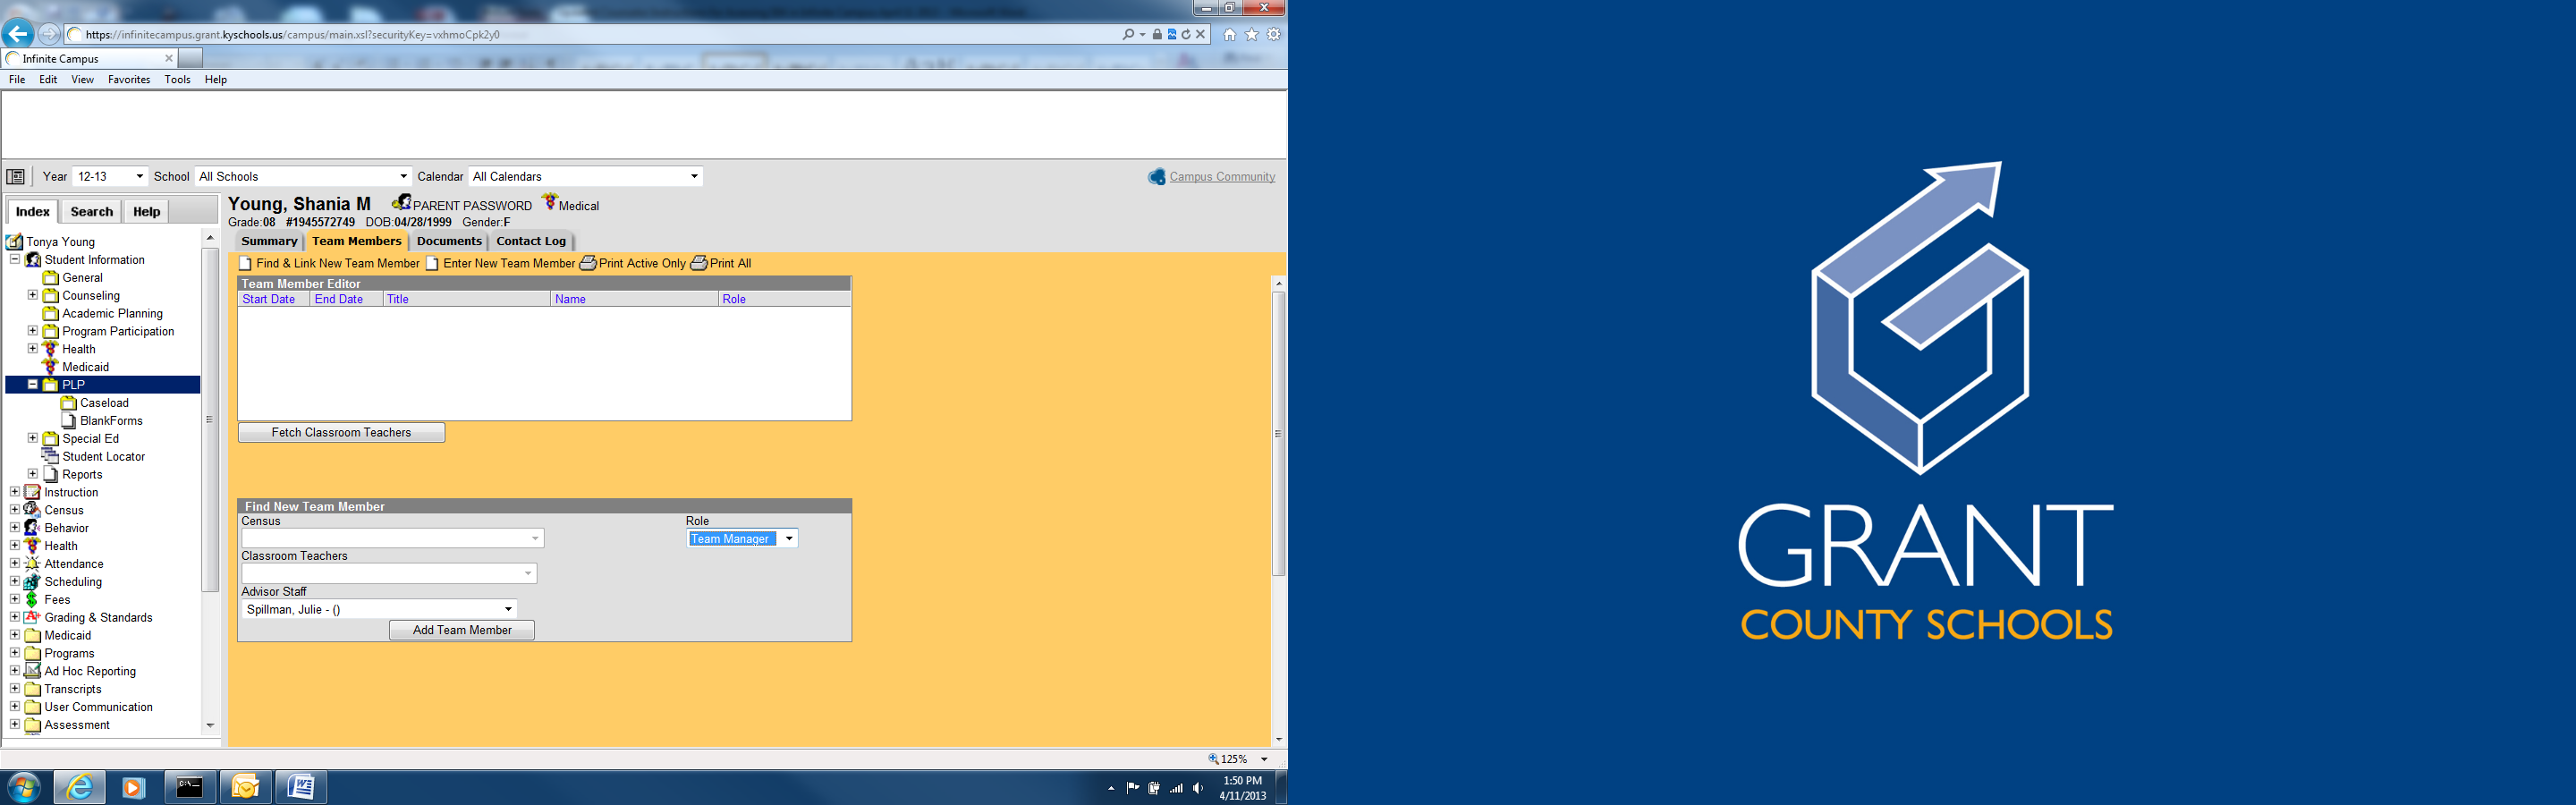 https://infinitecampus.grant.kyschools.us/campus/main.xsl?securityKey=vxhmoCpk2y0
Infinite Campus
File Edit View Favorites Tools Help
Year 12-13 School All Schools Calendar All Calendars Campus Community
Index Search Help
Tonya Young
Student Information
General
Counseling
Academic Planning
Program Participation
Health
Medicaid
PLP
Caseload
BlankForms
Special Ed
Student Locator
Reports
Instruction
Census
Behavior
Health
Attendance
Scheduling
Fees
Grading & Standards
Medicaid
Programs
Ad Hoc Reporting
Transcripts
User Communication
Assessment
Young, Shania M PARENT PASSWORD Medical
Grade:08 #1945572749 DOB:04/28/1999 Gender:F
Summary Team Members Documents Contact Log
Find & Link New Team Member Enter New Team Member Print Active Only Print All
Team Member Editor
Start Date End Date Title Name Role
Fetch Classroom Teachers
Find New Team Member
Census Role
Team Manager
Classroom Teachers
Advisor Staff
Spillman, Julie - ()
Add Team Member
125%
1:50 PM
4/11/2013
GRANT
COUNTY SCHOOLS